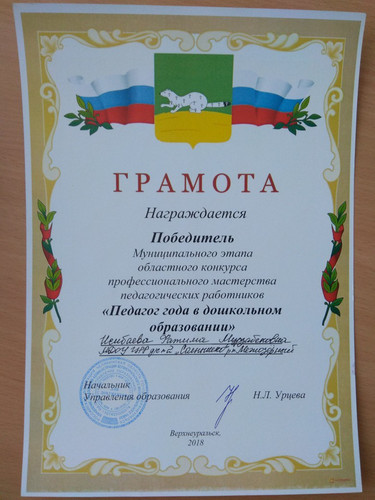 ГРАМОТА
Награждается
Победитель
Муниципального этапа
областного конкурса
профессионального мастерства
педагогических работников
«Педагог года в дошкольном
образовании»
Фатима
Начальник
Управления образования
Н.Л. Урцева
Верхнеуральск,
2018